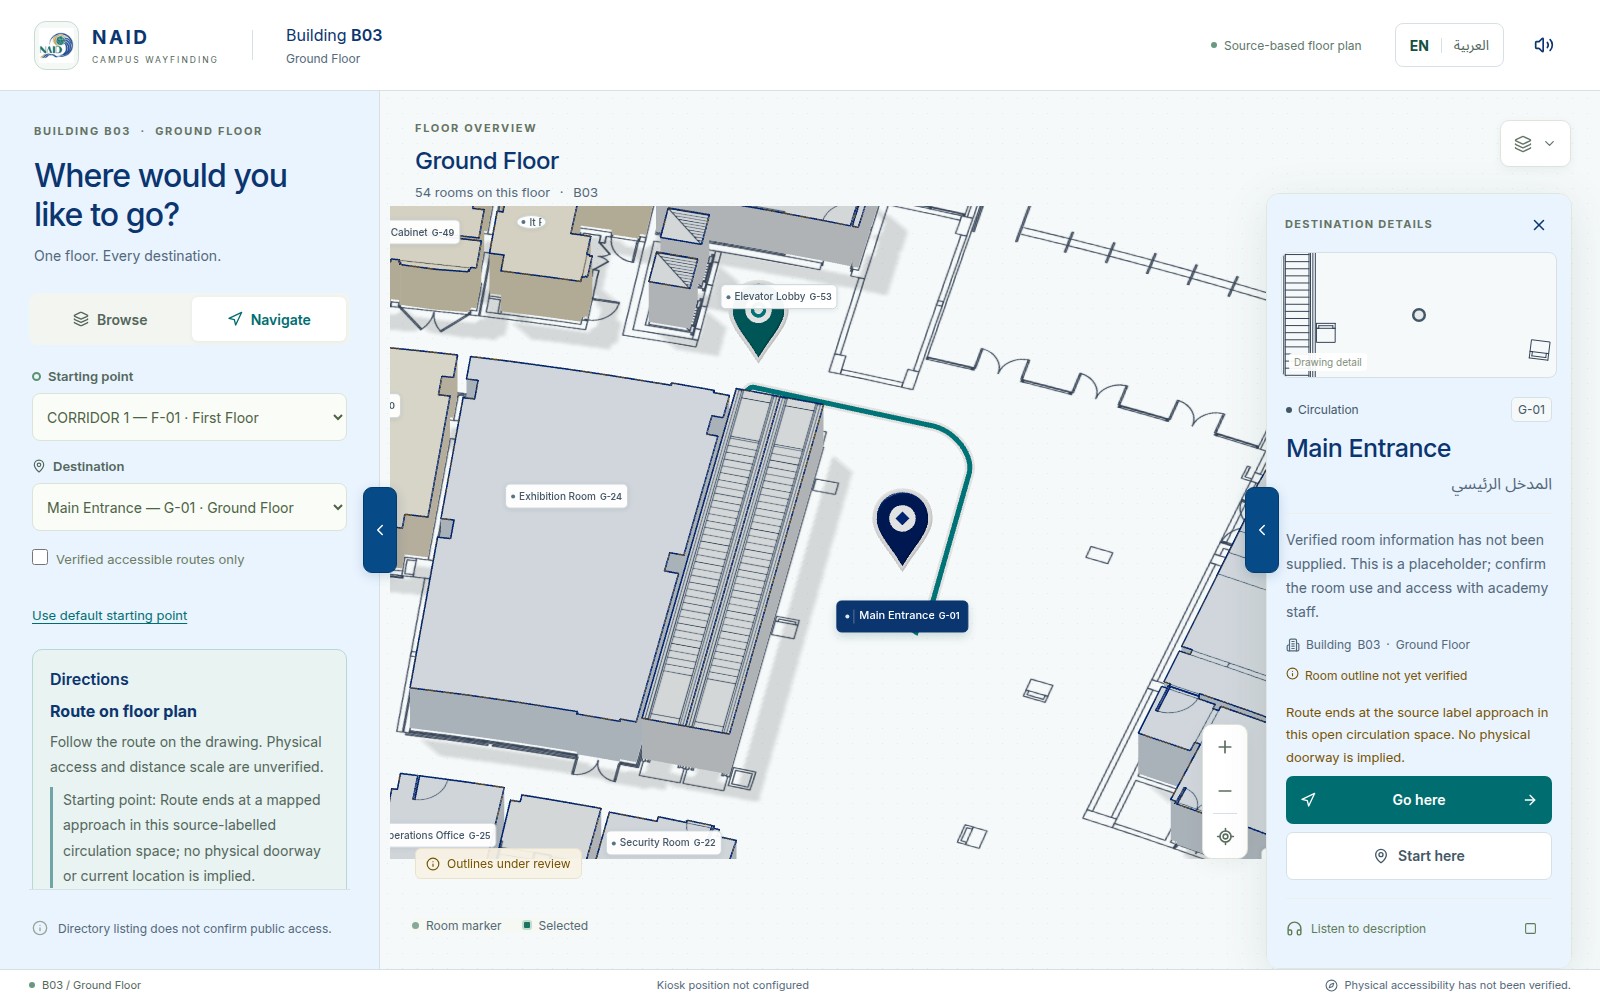 NAID
CAMPUS WAYFINDING
Building B03
Ground Floor
Source-based floor plan
EN
العربية
BUILDING B03 · GROUND FLOOR
Where would you
like to go?
One floor. Every destination.
Browse
Navigate
Starting point
CORRIDOR 1 — F-01 · First Floor
Destination
Main Entrance — G-01 · Ground Floor
Verified accessible routes only
Use default starting point
Directions
Route on floor plan
Follow the route on the drawing. Physical
access and distance scale are unverified.
Starting point: Route ends at a mapped
approach in this source-labelled
circulation space; no physical doorway
or current location is implied.
Directory listing does not confirm public access.
FLOOR OVERVIEW
Ground Floor
54 rooms on this floor · B03
Cabinet G-49
It
Elevator Lobby G-53
Exhibition Room G-24
Main Entrance G-01
perations Office G-25
Security Room G-22
Outlines under review
Room marker
Selected
DESTINATION DETAILS
Drawing detail
Circulation
G-01
Main Entrance
المدخل الرئيسي
Verified room information has not been
supplied. This is a placeholder; confirm
the room use and access with academy
staff.
Building B03 · Ground Floor
Room outline not yet verified
Route ends at the source label approach in
this open circulation space. No physical
doorway is implied.
Go here
Start here
Listen to description
B03 / Ground Floor
Kiosk position not configured
Physical accessibility has not been verified.